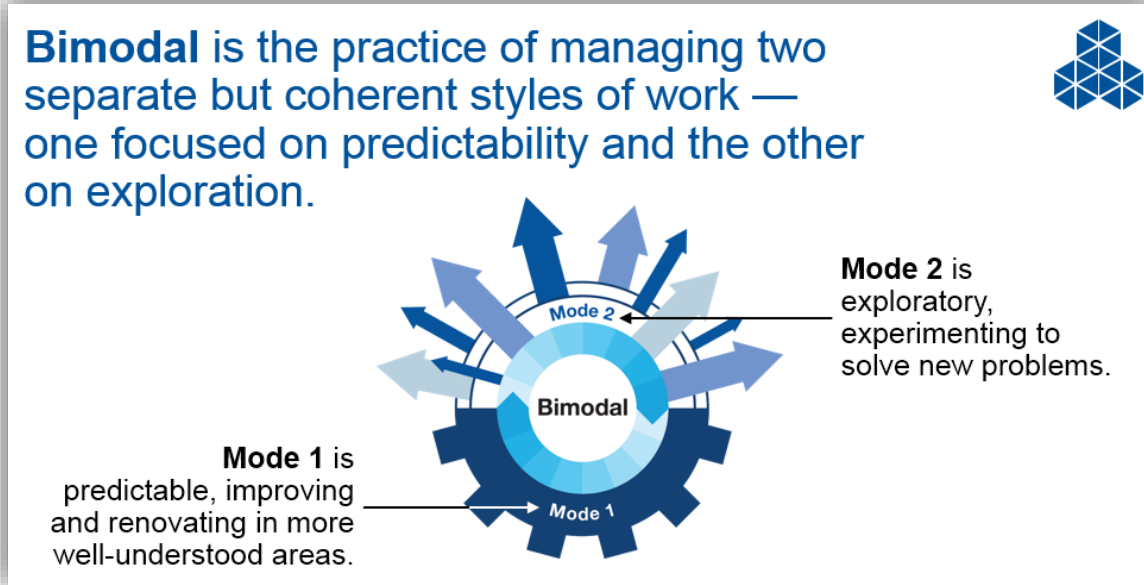 Bimodal is the practice of managing two
separate but coherent styles of work —
one focused on predictability and the other
on exploration.
Mode 2 is
exploratory,
experimenting to
solve new problems.
Mode 2
Bimodal
Mode 1 is
predictable, improving
and renovating in more
well-understood areas.
Mode 1